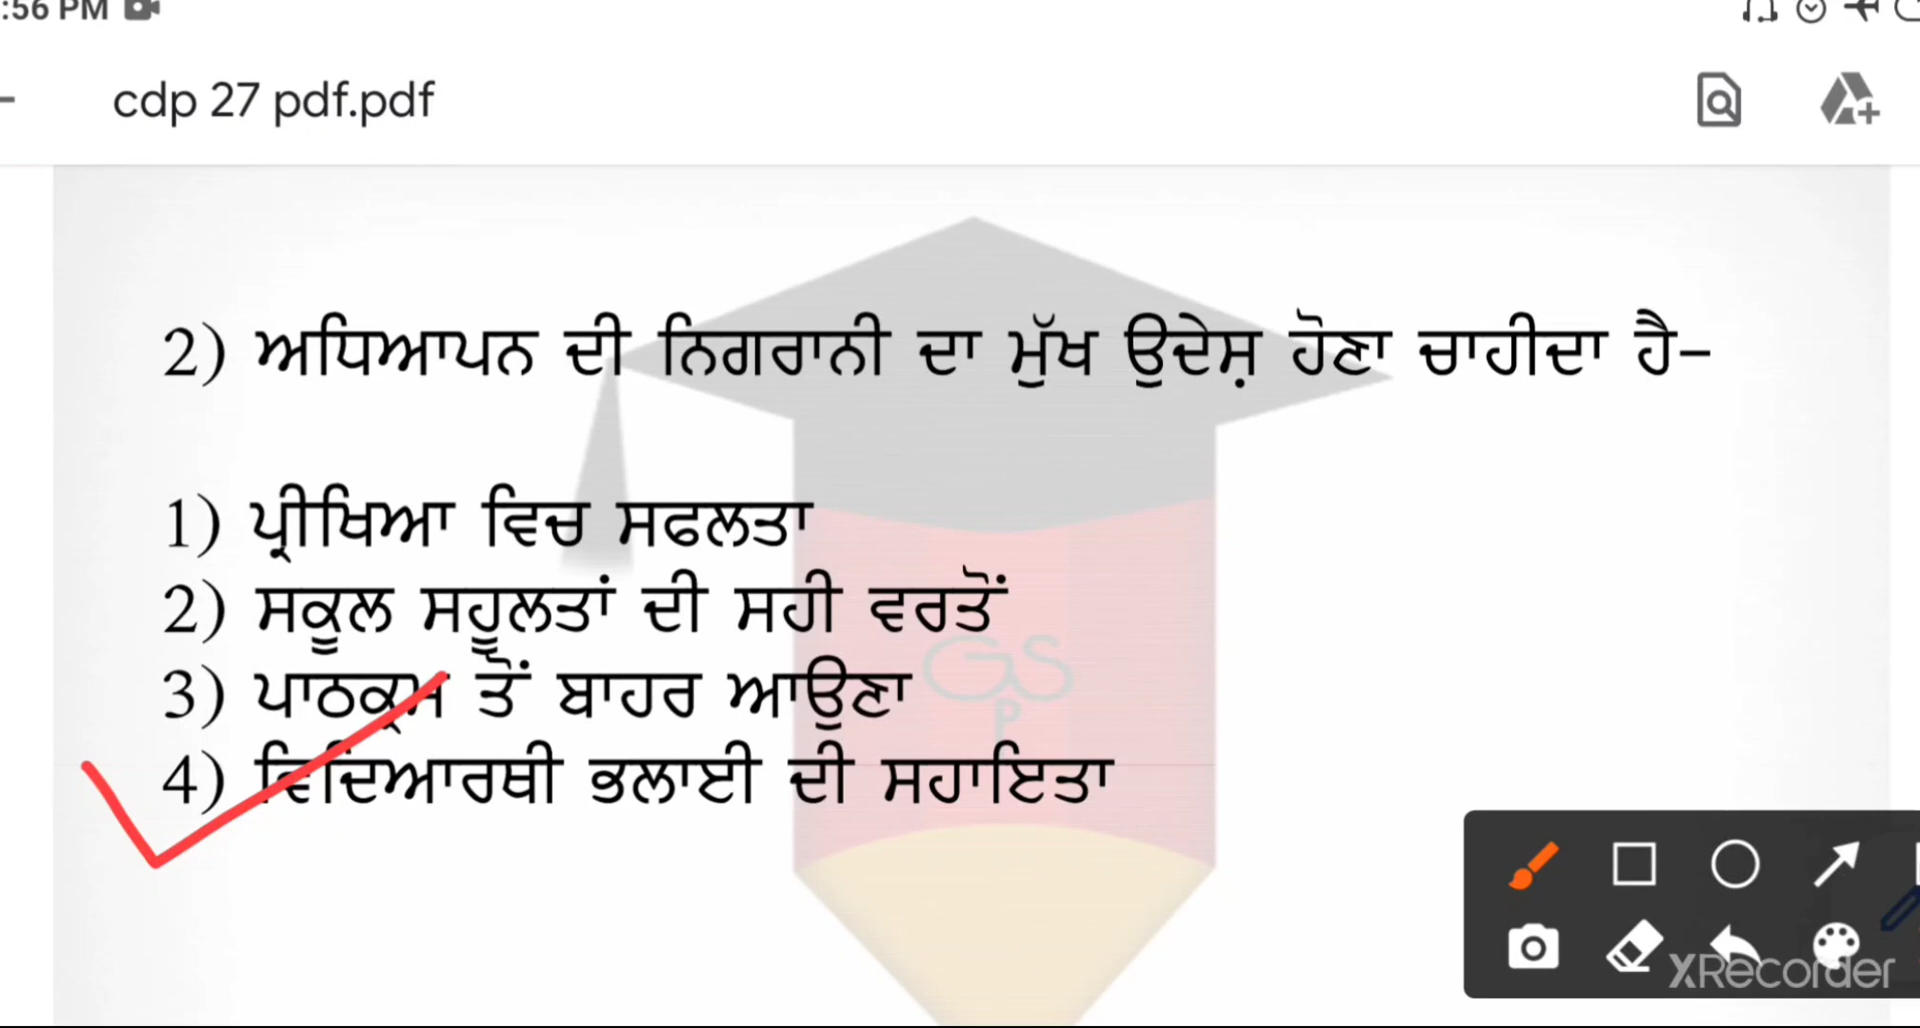 :56 PM
cdp 27 pdf.pdf
2) ਅਧਿਆਪਨ ਦੀ ਨਿਗਰਾਨੀ ਦਾ ਮੁੱਖ ਉਦੇਸ਼ ਹੋਣਾ ਚਾਹੀਦਾ ਹੈ–
1) ਪ੍ਰੀਖਿਆ ਵਿਚ ਸਫਲਤਾ
2) ਸਕੂਲ ਸਹੂਲਤਾਂ ਦੀ ਸਹੀ ਵਰਤੋਂ
3) ਪਾਠਕ੍ਰਮ ਤੋਂ ਬਾਹਰ ਆਉਣਾ
GS
P
4) ਵਿਦਿਆਰਥੀ ਭਲਾਈ ਦੀ ਸਹਾਇਤਾ
XRecorder